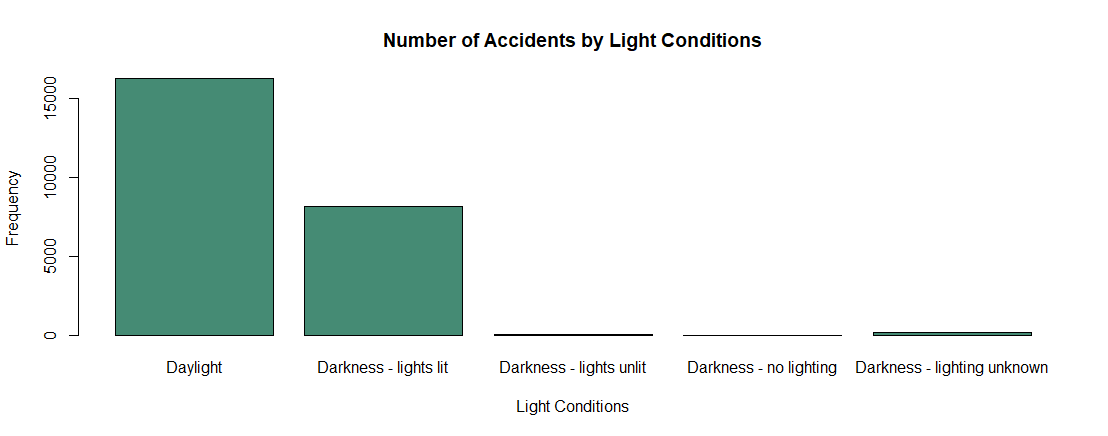 Number of Accidents by Light Conditions
Frequency
15000
10000
5000
0
Daylight
Darkness - lights lit
Darkness - lights unlit
Darkness - no lighting
Darkness - lighting unknown
Light Conditions